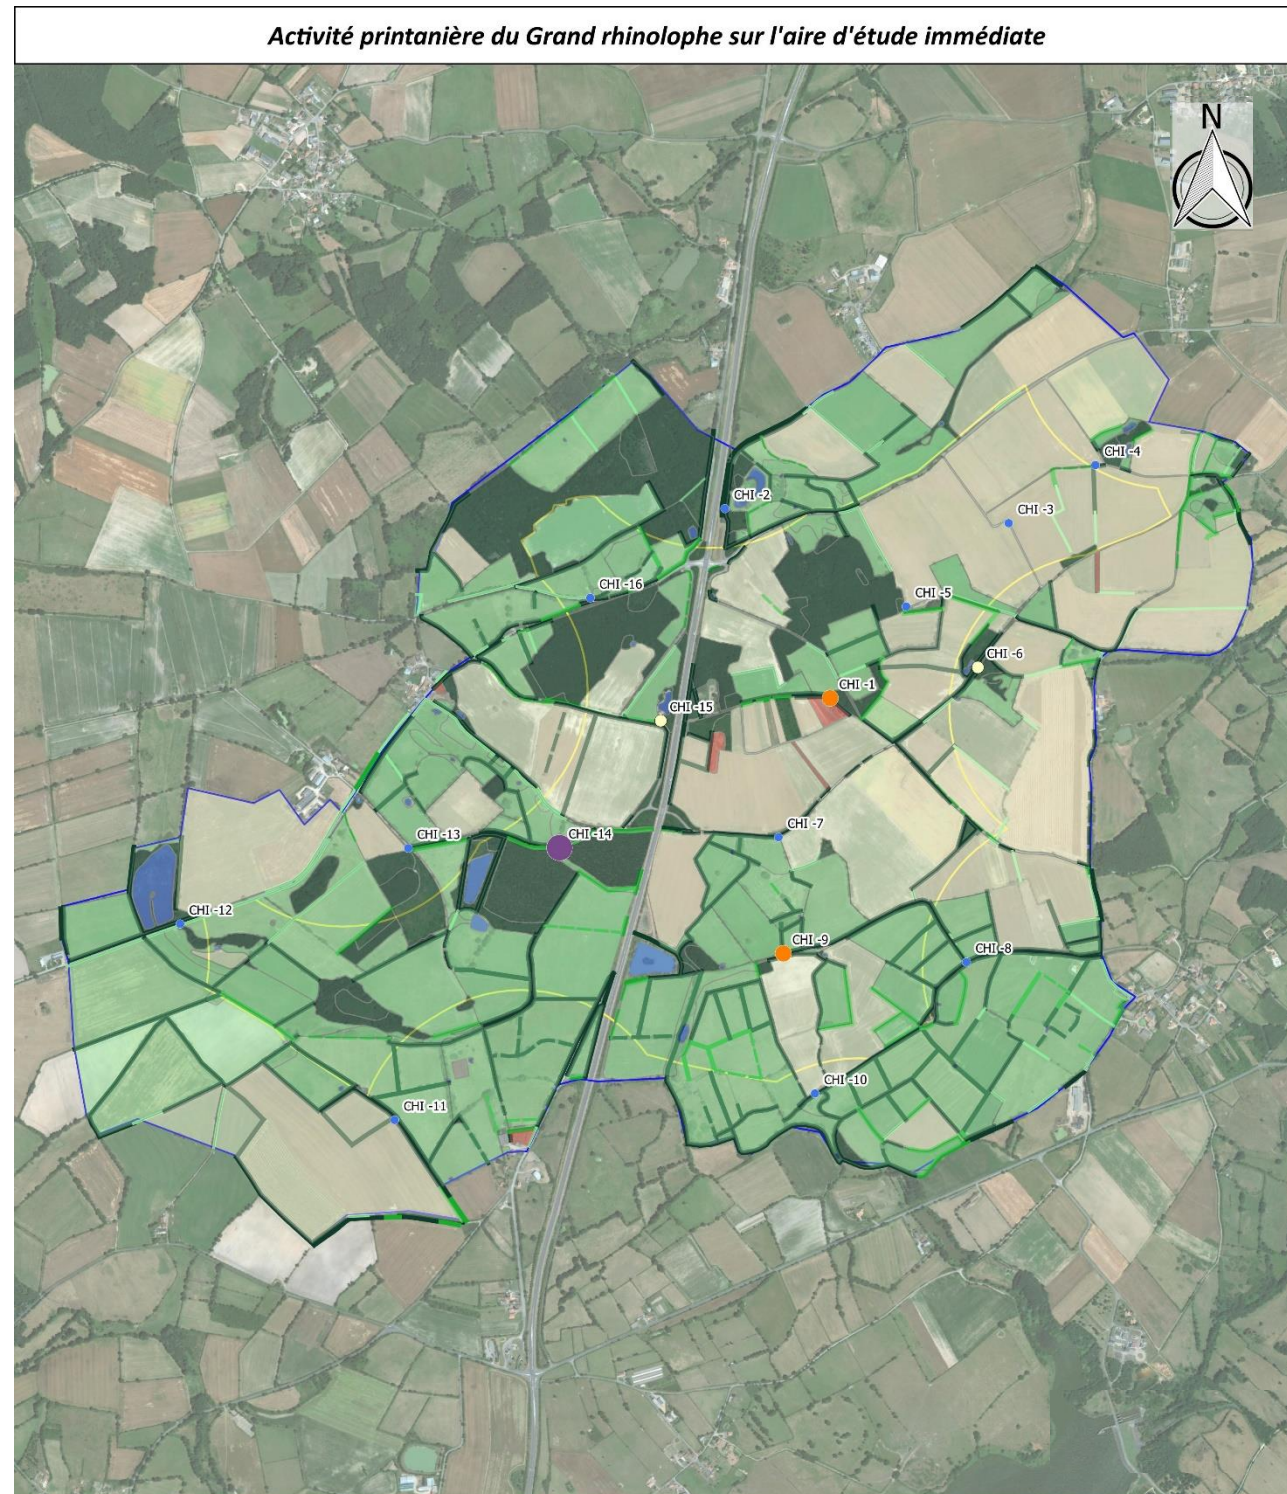 Activité printanière du Grand rhinolophe sur l'aire d'étude immédiate
N
CHI -4
CHI -2
CHI -3
CHI -16
CHI -5
CHI -6
CHI -1
CHI -15
CHI -7
CHI -14
CHI -13
CHI -12
CHI -9
CHI -8
CHI -10
CHI -11